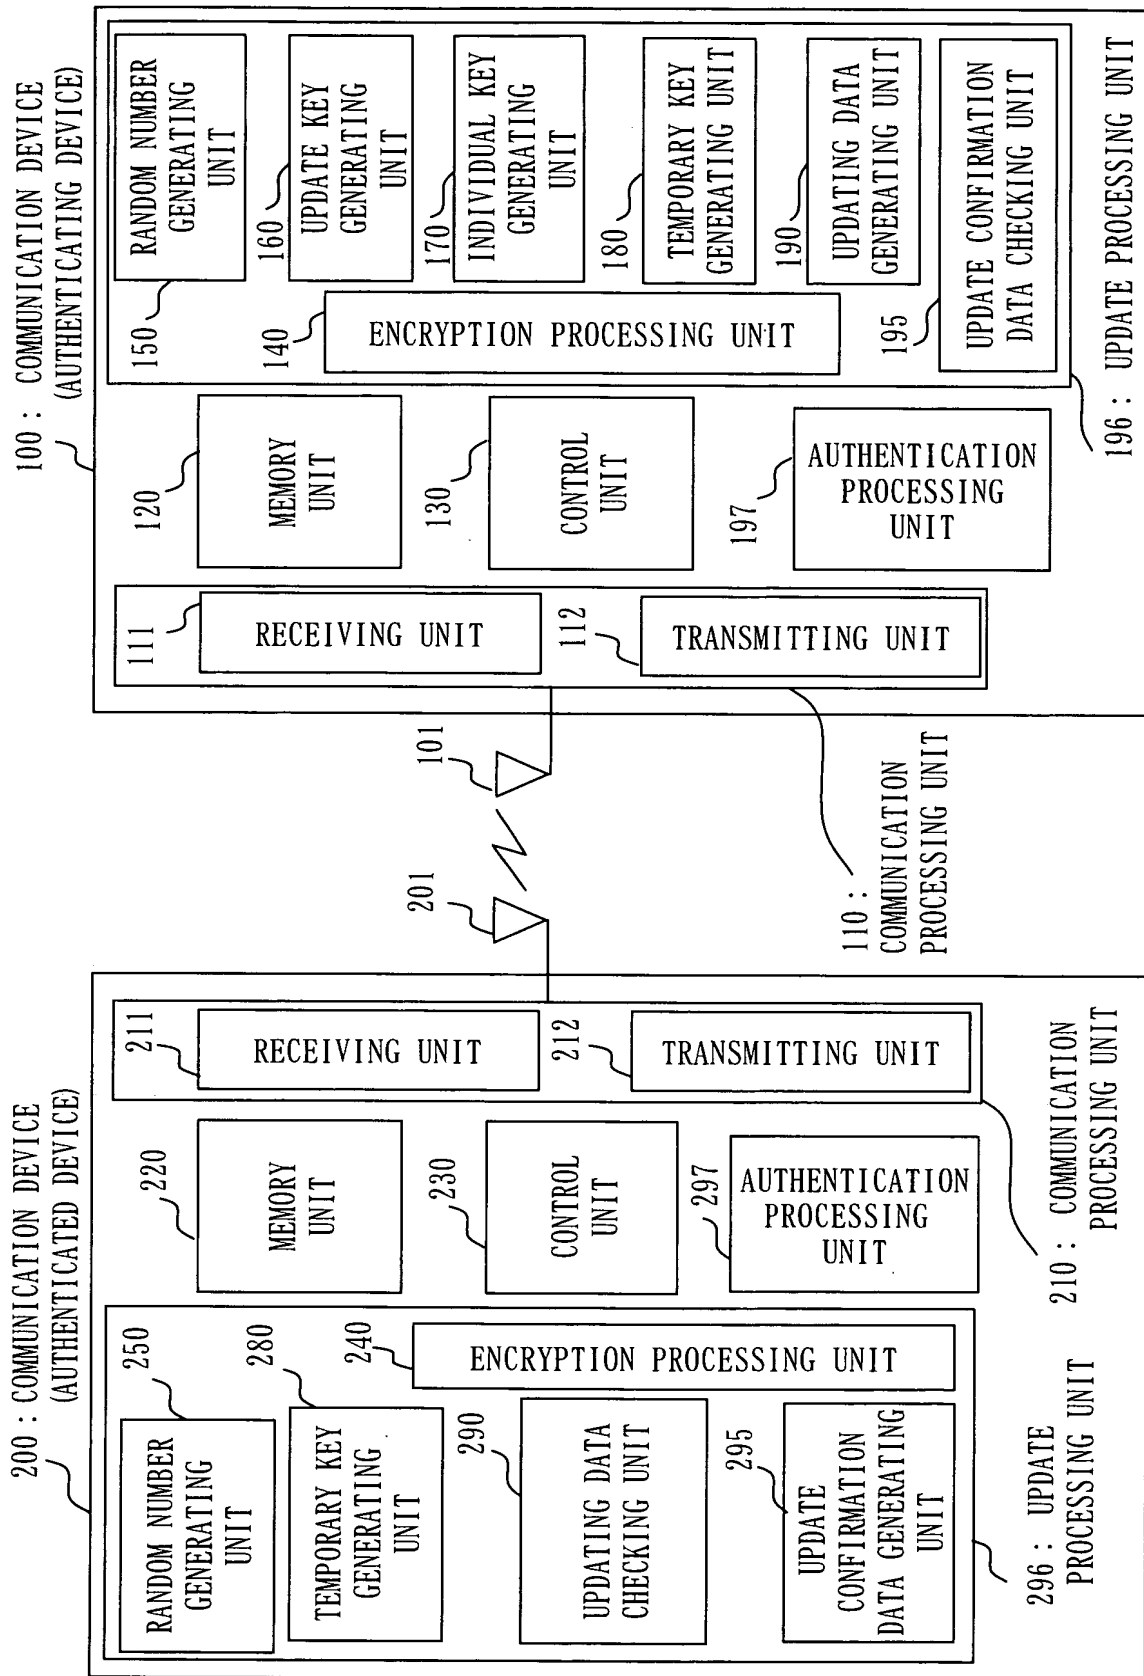 200 : COMMUNICATION DEVICE
(AUTHENTICATED DEVICE)
250
RANDOM NUMBER
GENERATING
UNIT
280
TEMPORARY KEY
GENERATING
UNIT
240
ENCRYPTION PROCESSING UNIT
290
UPDATING DATA
CHECKING UNIT
295
UPDATE
CONFIRMATION
DATA GENERATING
UNIT
296 : UPDATE
PROCESSING UNIT
220
MEMORY
UNIT
230
CONTROL
UNIT
297
AUTHENTICATION
PROCESSING
UNIT
211
RECEIVING UNIT
212
TRANSMITTING UNIT
210 : COMMUNICATION
PROCESSING UNIT
201
101
100 : COMMUNICATION DEVICE
(AUTHENTICATING DEVICE)
111
RECEIVING UNIT
112
TRANSMITTING UNIT
110 :
COMMUNICATION
PROCESSING UNIT
120
MEMORY
UNIT
130
CONTROL
UNIT
197
AUTHENTICATION
PROCESSING
UNIT
140
ENCRYPTION PROCESSING UNIT
150
RANDOM NUMBER
GENERATING
UNIT
160
UPDATE KEY
GENERATING
UNIT
170
INDIVIDUAL KEY
GENERATING
UNIT
180
TEMPORARY KEY
GENERATING UNIT
190
UPDATING DATA
GENERATING UNIT
195
UPDATE CONFIRMATION
DATA CHECKING UNIT
196 : UPDATE PROCESSING UNIT